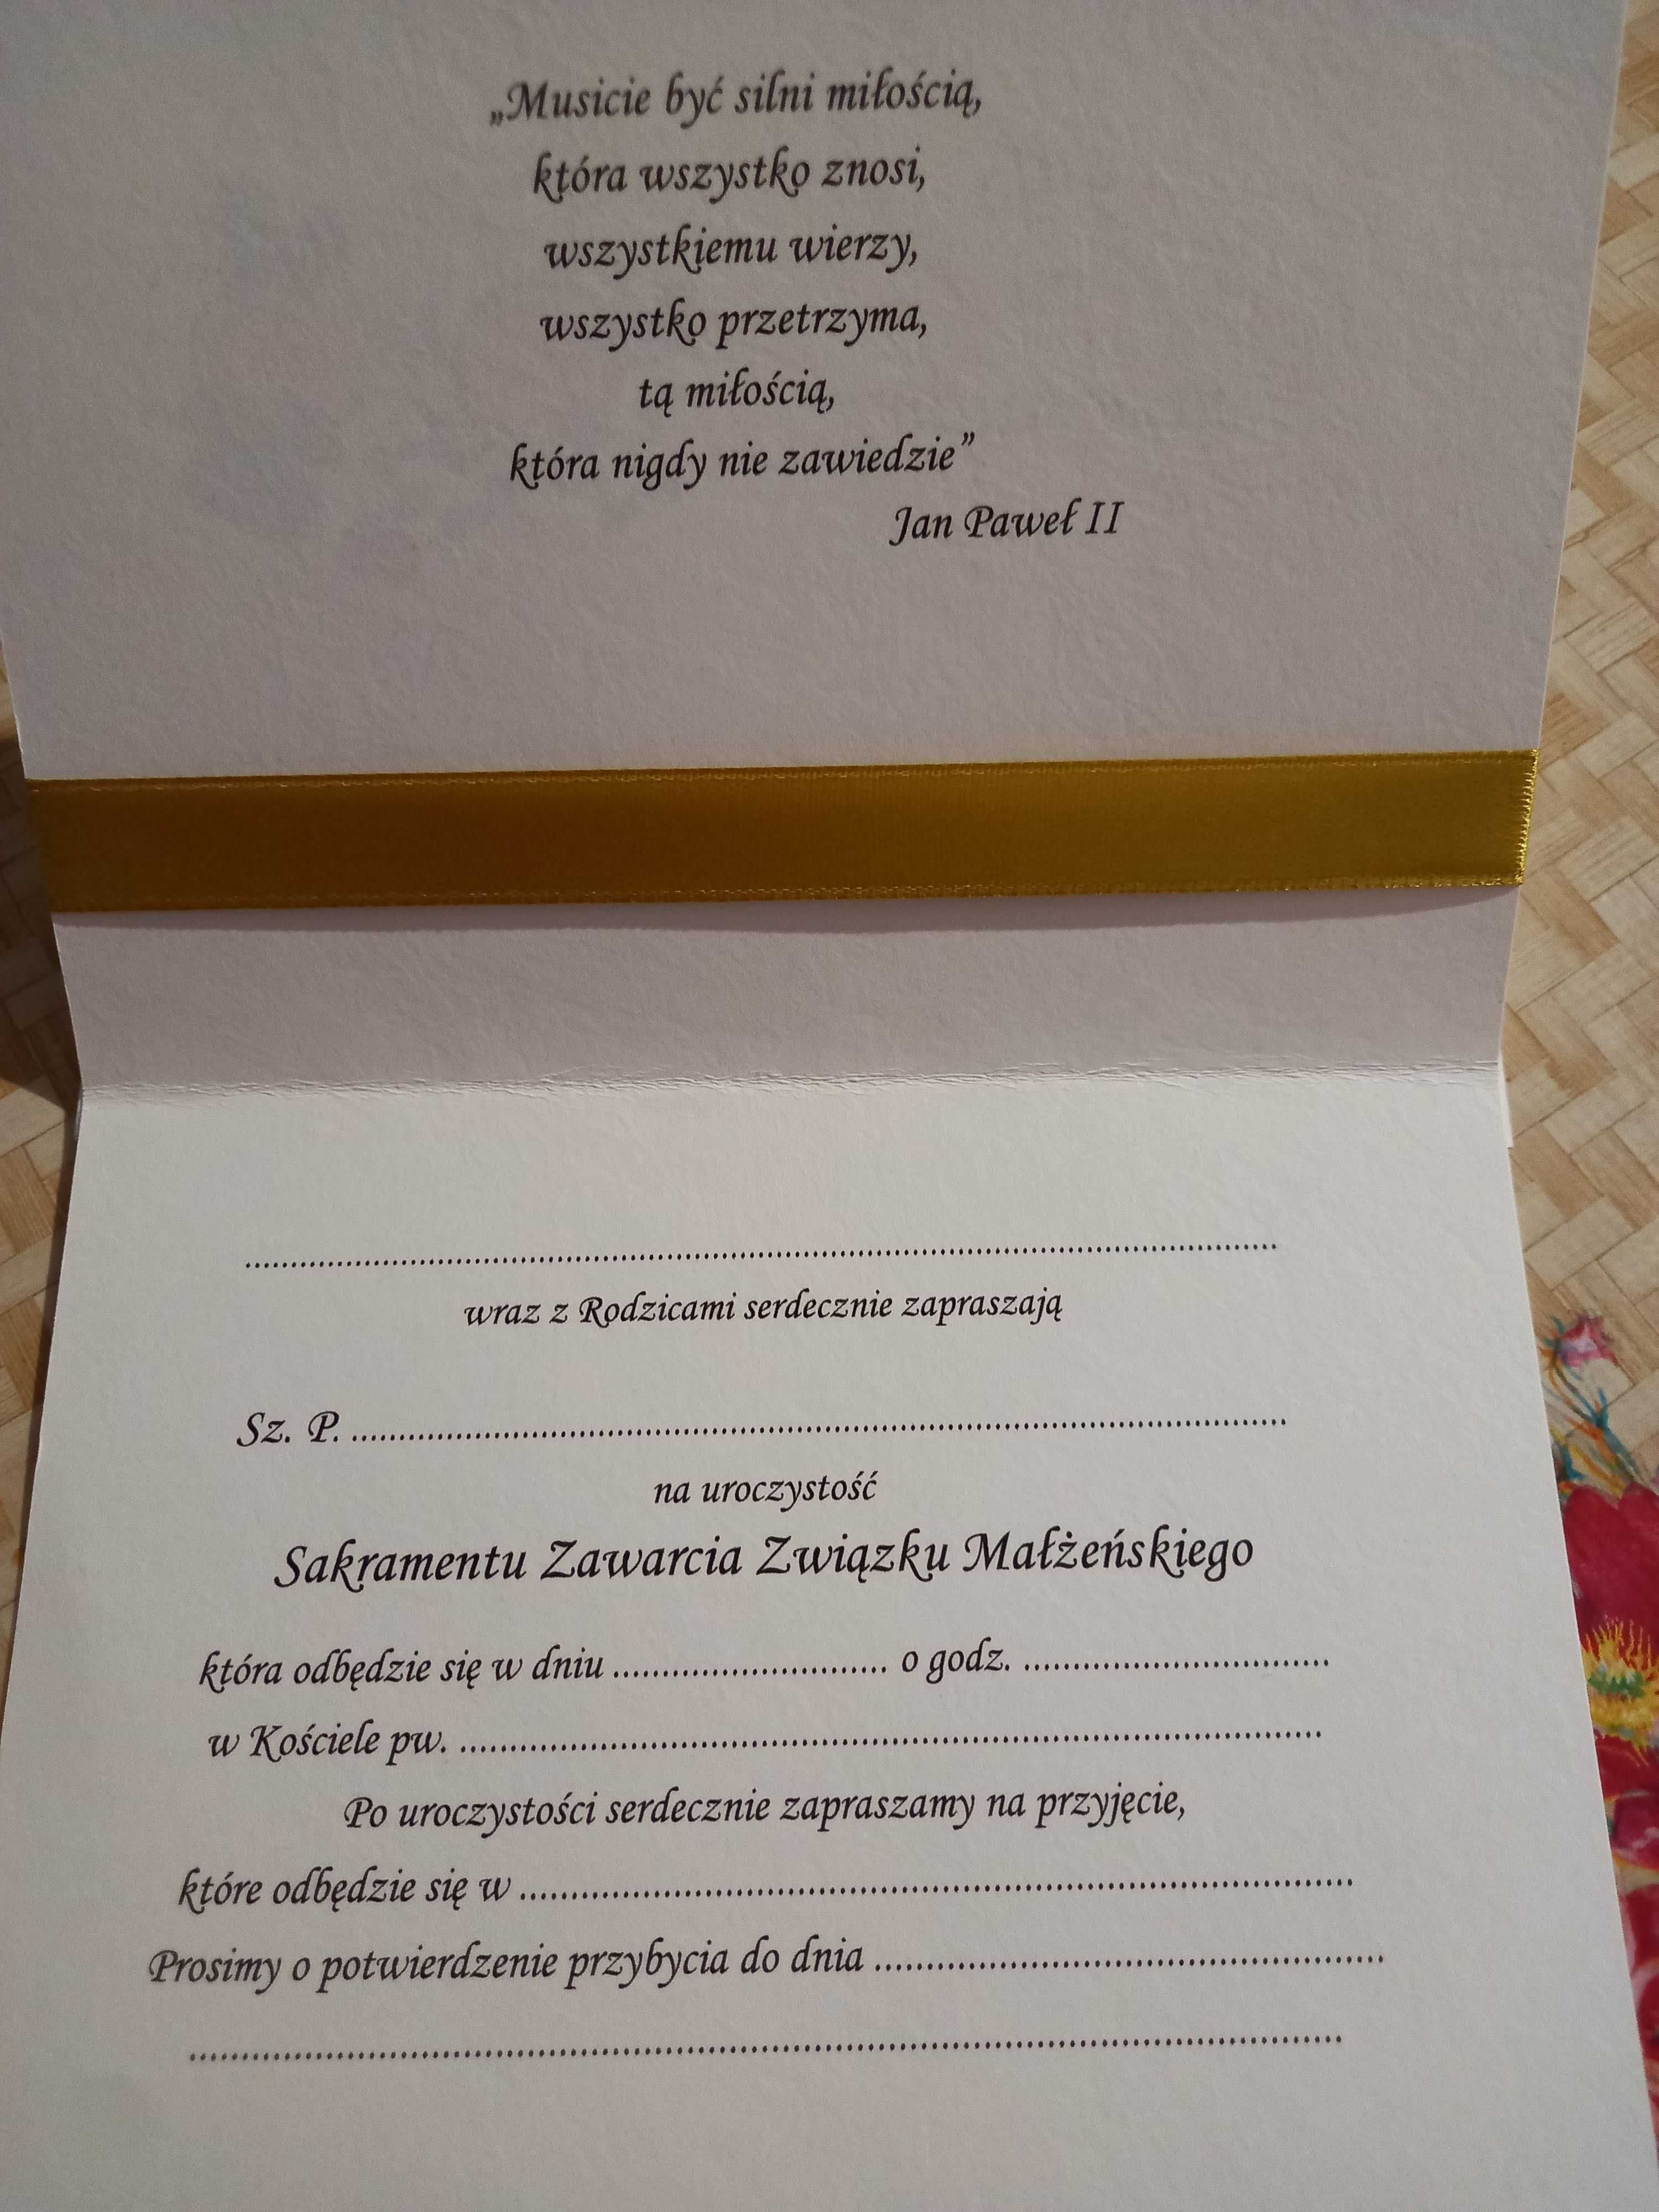 „Musicie być silni miłością,
która wszystko znosi,
wszystkiemu wierzy,
wszystko przetrzyma,
tą miłością,
która nigdy nie zawiedzie”
Jan Paweł II
........................................................................................................
wraz z Rodzicami serdecznie zapraszają
Sz. P. ..............................................................................................
na uroczystość
Sakramentu Zawarcia Związku Małżeńskiego
która odbędzie się w dniu ............................ o godz. ...............................
w Kościele pw. ........................................................................................
Po uroczystości serdecznie zapraszamy na przyjęcie,
które odbędzie się w .....................................................................................
Prosimy o potwierdzenie przybycia do dnia ....................................................
.....................................................................................................................